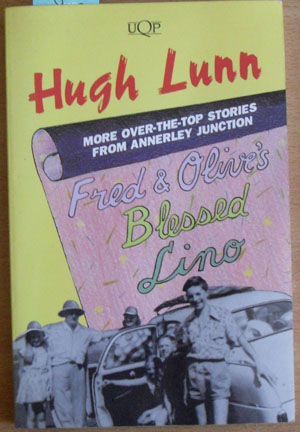 UQP
Hugh Lunn
MORE OVER-THE-TOP STORIES
FROM ANNERLEY JUNCTION
Fred & Olive's
Blessed
Lino